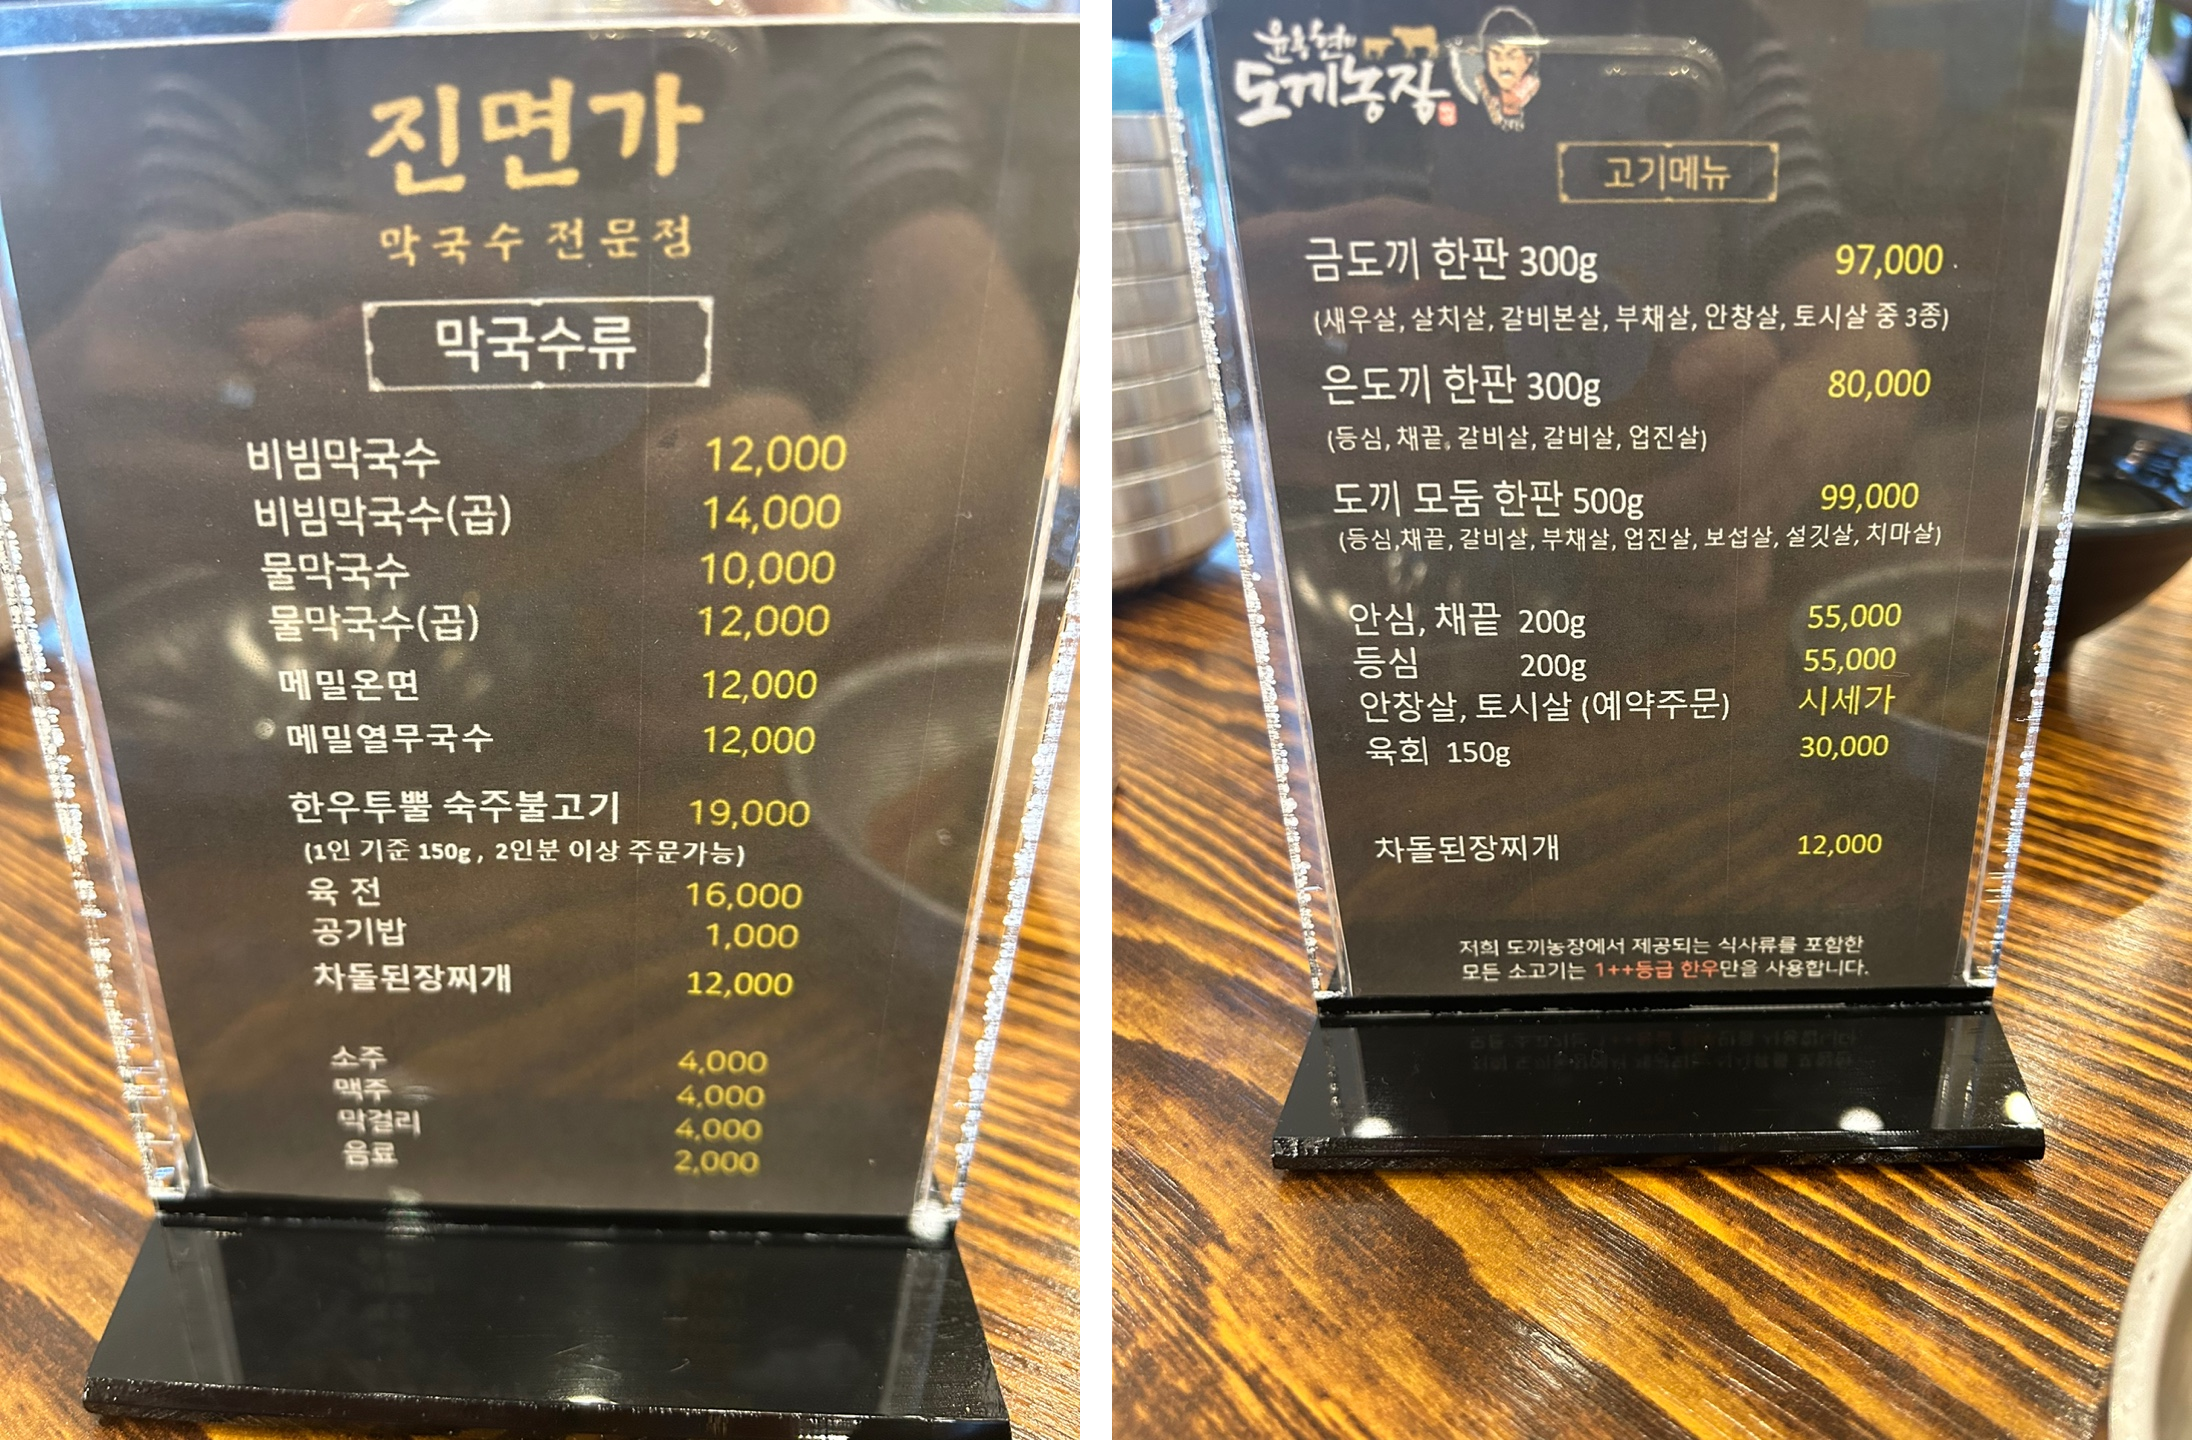 진면가
막국수 전문점
막국수류
비빔막국수 12,000
비빔막국수(곱) 14,000
물막국수 10,000
물막국수(곱) 12,000
메밀온면 12,000
메밀열무국수 12,000
한우투뿔 숙주불고기 19,000
(1인 기준 150g , 2인분 이상 주문가능)
육 전 16,000
공기밥 1,000
차돌된장찌개 12,000
소주 4,000
맥주 4,000
막걸리 4,000
음료 2,000
도끼농장
고기메뉴
금도끼 한판 300g 97,000
(새우살, 살치살, 갈비본살, 부채살, 안창살, 토시살 중 3종)
은도끼 한판 300g 80,000
(등심, 채끝, 갈비살, 갈비살, 업진살)
도끼 모둠 한판 500g 99,000
(등심,채끝, 갈비살, 부채살, 업진살, 보섭살, 설깃살, 치마살)
안심, 채끝 200g 55,000
등심 200g 55,000
안창살, 토시살 (예약주문) 시세가
육회 150g 30,000
차돌된장찌개 12,000
저희 도끼농장에서 제공되는 식사류를 포함한
모든 소고기는 1++등급 한우만을 사용합니다.